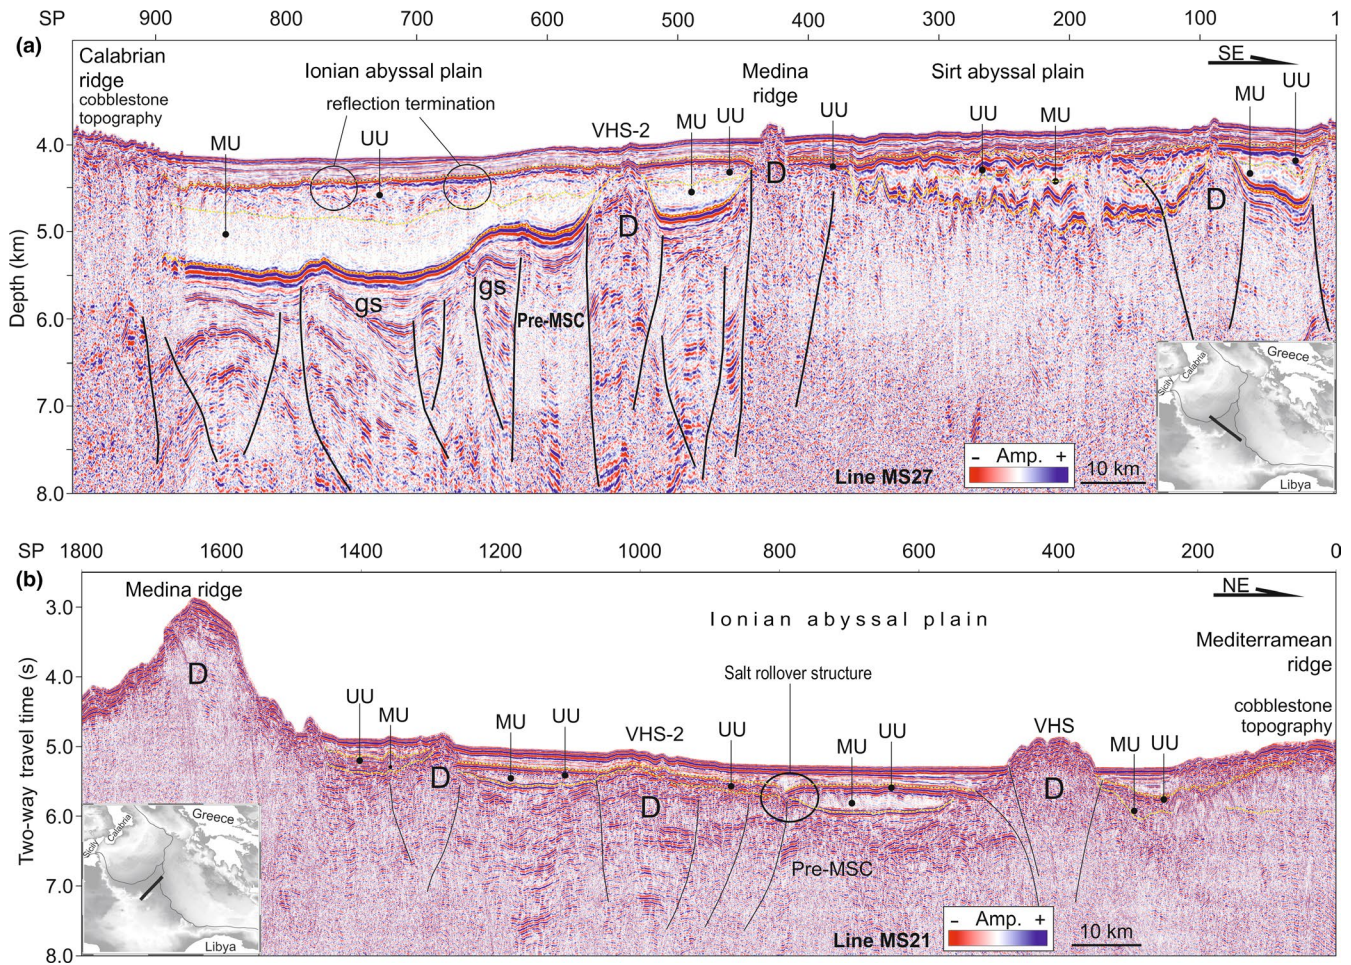 SP 900 800 700 600 500 400 300 200 100 1
(a)
Calabrian
ridge
cobblestone
topography
Ionian abyssal plain
reflection termination
Medina
ridge
Sirt abyssal plain
SE
MU UU VHS-2 MU UU UU UU MU MU UU
4.0
5.0
6.0
7.0
8.0
Depth (km)
D D D
gs gs
Pre-MSC
- Amp. +
10 km
Line MS27
Sicily
Calabria
Greece
Libya
SP 1800 1600 1400 1200 1000 800 600 400 200 0
(b)
Medina ridge
Ionian abyssal plain
NE
Mediterramean
ridge
cobblestone
topography
Salt rollover structure
UU MU MU UU VHS-2 UU MU UU VHS MU UU
3.0
4.0
5.0
6.0
7.0
8.0
Two-way travel time (s)
D D D D
Pre-MSC
- Amp. +
10 km
Line MS21
Sicily
Calabria
Greece
Libya